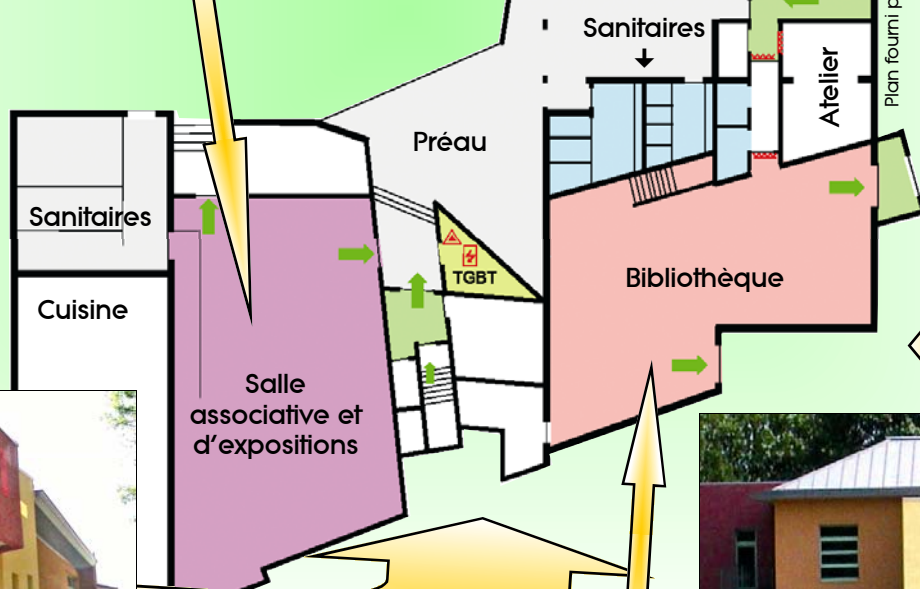 Sanitaires
Plan fourni p
Atelier
Préau
Sanitaires
TGBT
Bibliothèque
Cuisine
Salle
associative et
d'expositions